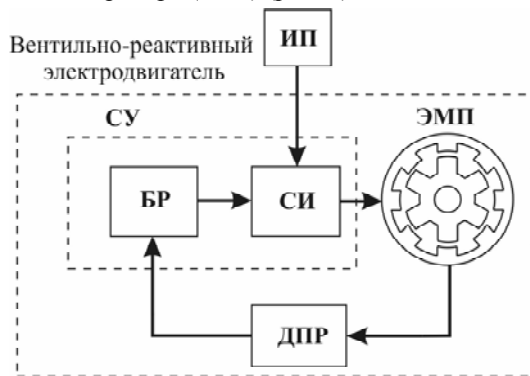 Вентильно-реактивный
электродвигатель
ИП
СУ
ЭМП
БР
СИ
ДПР